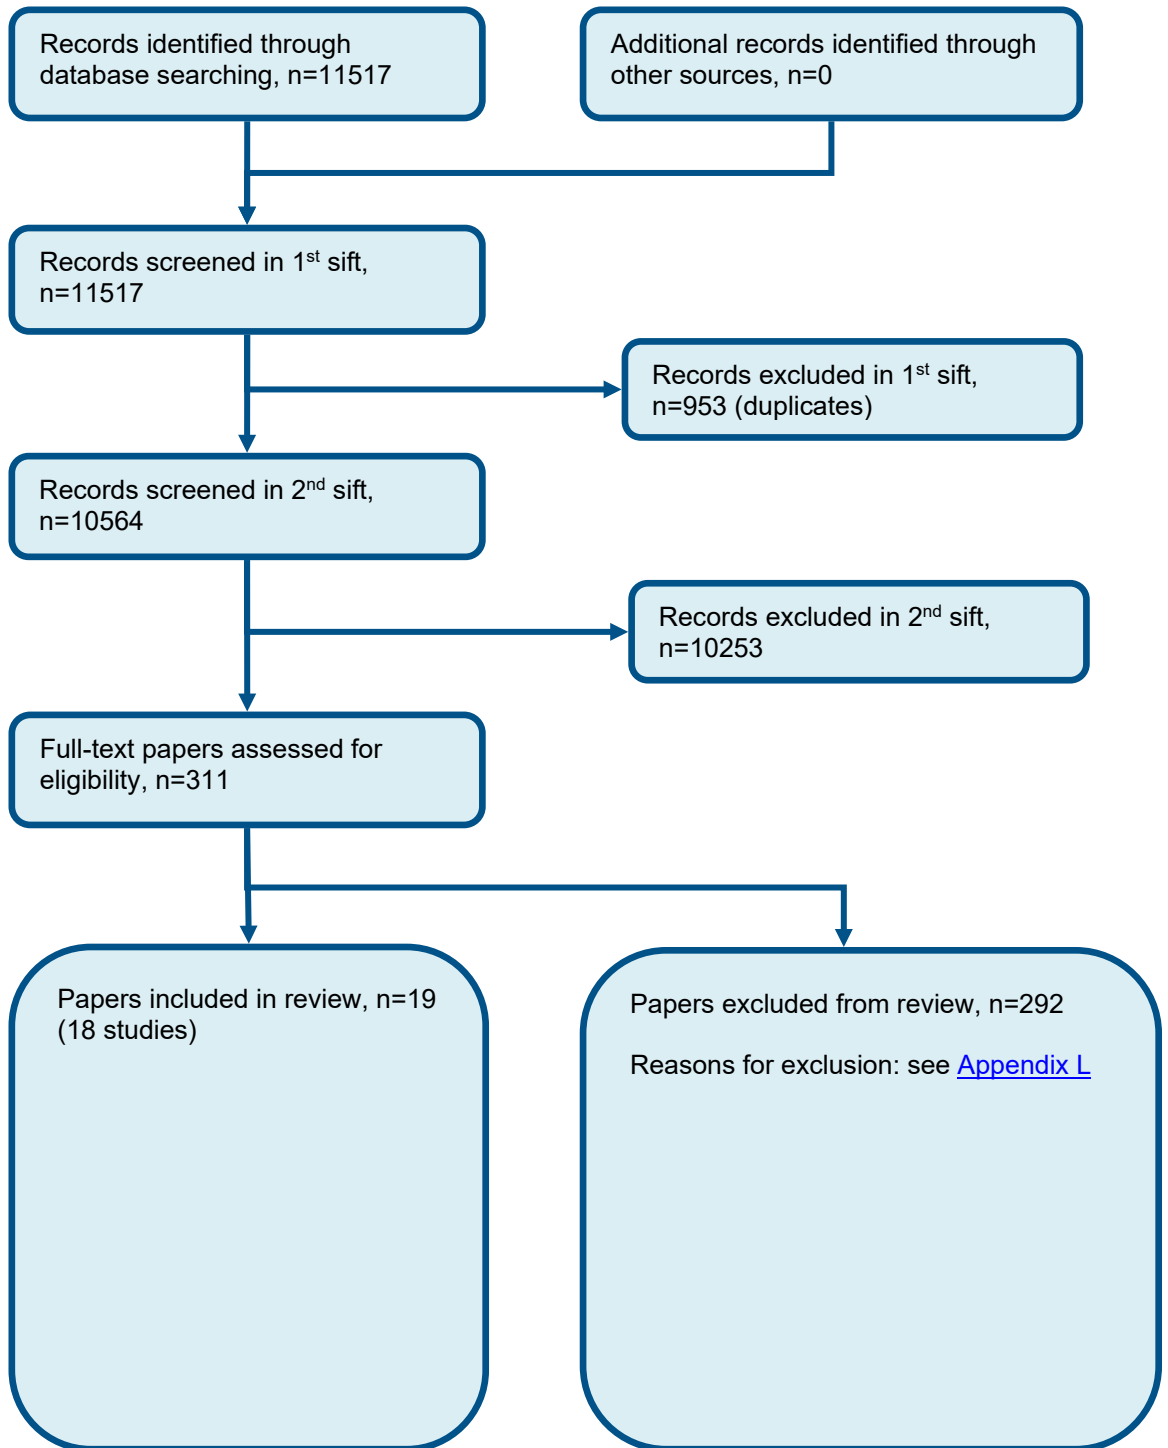 Records identified through
database searching, n=11517
Additional records identified through
other sources, n=0
Records screened in 1st sift,
n=11517
Records excluded in 1st sift,
n=953 (duplicates)
Records screened in 2nd sift,
n=10564
Records excluded in 2nd sift,
n=10253
Full-text papers assessed for
eligibility, n=311
Papers included in review, n=19
(18 studies)
Papers excluded from review, n=292
Reasons for exclusion: see Appendix L